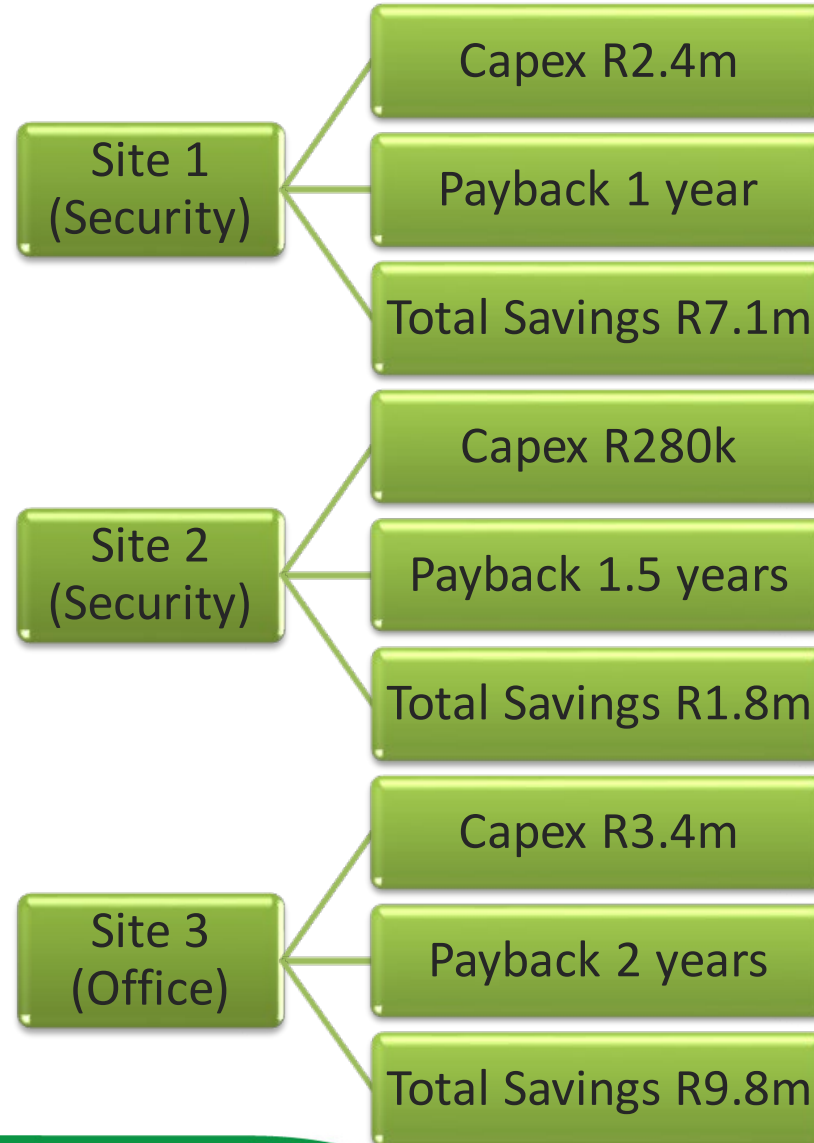 Site 1
(Security)
Capex R2.4m
Payback 1 year
Total Savings R7.1m
Site 2
(Security)
Capex R280k
Payback 1.5 years
Total Savings R1.8m
Site 3
(Office)
Capex R3.4m
Payback 2 years
Total Savings R9.8m